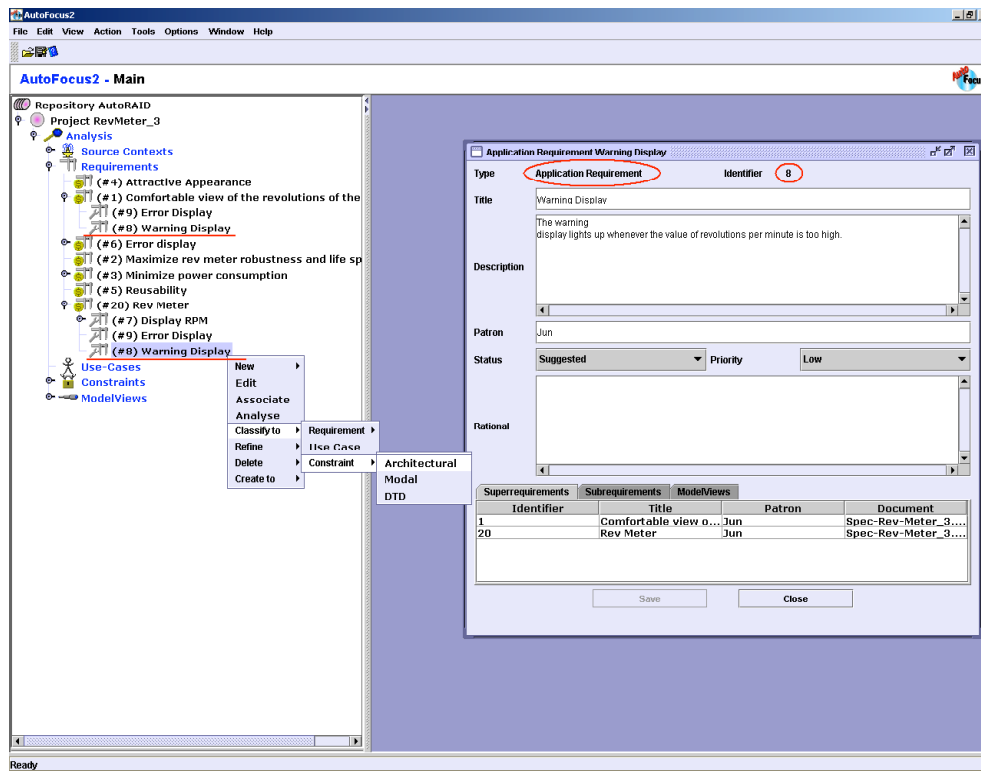 AutoFocus2
File Edit View Action Tools Options Window Help
AutoFocus2 - Main
Auto
Focu
Repository AutoRAID
Project RevMeter_3
Analysis
Source Contexts
Requirements
(#4) Attractive Appearance
(#1) Comfortable view of the revolutions of the
(#9) Error Display
(#8) Warning Display
(#6) Error display
(#2) Maximize rev meter robustness and life sp
(#3) Minimize power consumption
(#5) Reusability
(#20) Rev Meter
(#7) Display RPM
(#9) Error Display
(#8) Warning Display
Use-Cases
Constraints
ModelViews
New
Edit
Associate
Analyse
Classify to
Refine
Delete
Create to
Requirement
Use Case
Constraint
Architectural
Modal
DTD
Application Requirement Warning Display
Type Application Requirement Identifier 8
Title Warning Display
Description
The warning
display lights up whenever the value of revolutions per minute is too high.
Patron Jun
Status Suggested Priority Low
Rational
Superrequirements Subrequirements ModelViews
Identifier Title Patron Document
1 Comfortable view o... Jun Spec-Rev-Meter_3....
20 Rev Meter Jun Spec-Rev-Meter_3....
Save Close
Ready